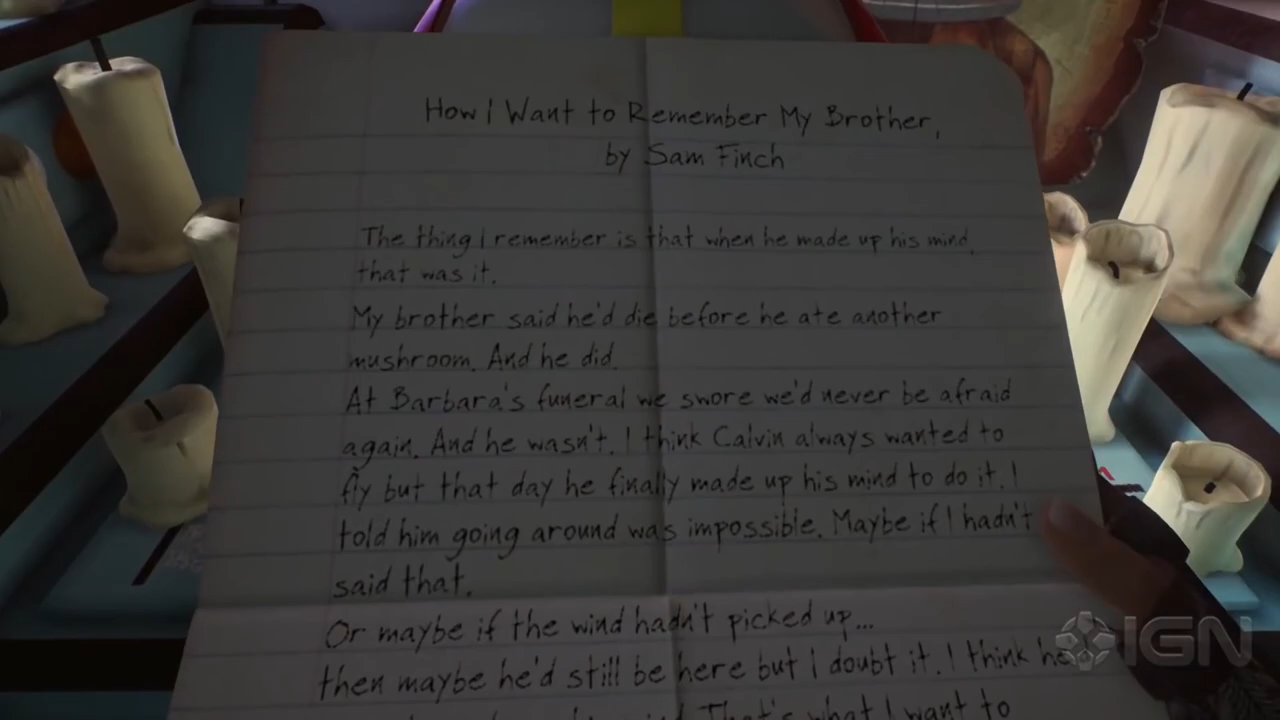 How I Want to Remember My Brother,
by Sam Finch
The thing I remember is that when he made up his mind,
that was it.
My brother said he'd die before he ate another
mushroom. And he did.
At Barbara's funeral we swore we'd never be afraid
again. And he wasn't. I think Calvin always wanted to
fly but that day he finally made up his mind to do it. I
told him going around was impossible. Maybe if I hadn't
said that.
Or maybe if the wind hadn't picked up...
then maybe he'd still be here but I doubt it. I think he
That's what I want to
IGN